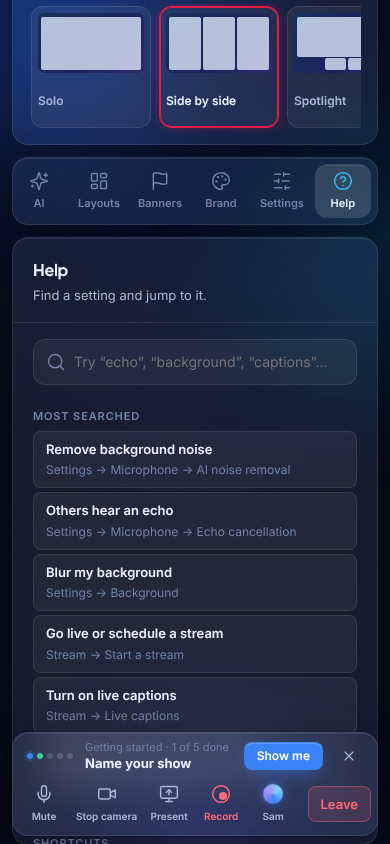 Solo
Side by side
Spotlight
AI
Layouts
Banners
Brand
Settings
Help
Help
Find a setting and jump to it.
Try “echo”, “background”, “captions”...
MOST SEARCHED
Remove background noise
Settings → Microphone → AI noise removal
Others hear an echo
Settings → Microphone → Echo cancellation
Blur my background
Settings → Background
Go live or schedule a stream
Stream → Start a stream
Turn on live captions
Stream → Live captions
Getting started · 1 of 5 done
Name your show
Show me
Mute
Stop camera
Present
Record
Sam
Leave
SHORTCUTS